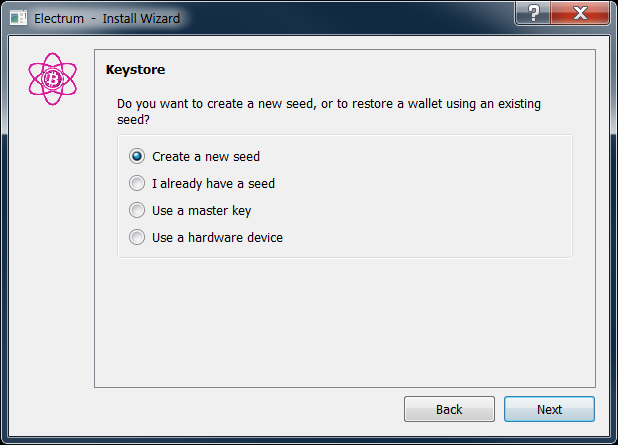 Electrum - Install Wizard
Keystore
Do you want to create a new seed, or to restore a wallet using an existing
seed?
Create a new seed
I already have a seed
Use a master key
Use a hardware device
Back
Next